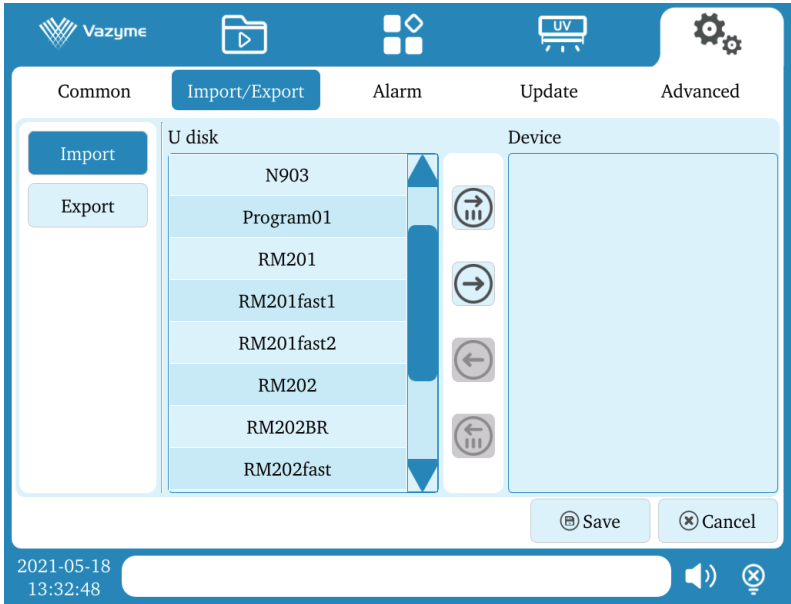 Vazyme
UV
Common Import/Export Alarm Update Advanced
Import
Export
U disk
N903
Program01
RM201
RM201fast1
RM201fast2
RM202
RM202BR
RM202fast
Device
Save Cancel
2021-05-18
13:32:48